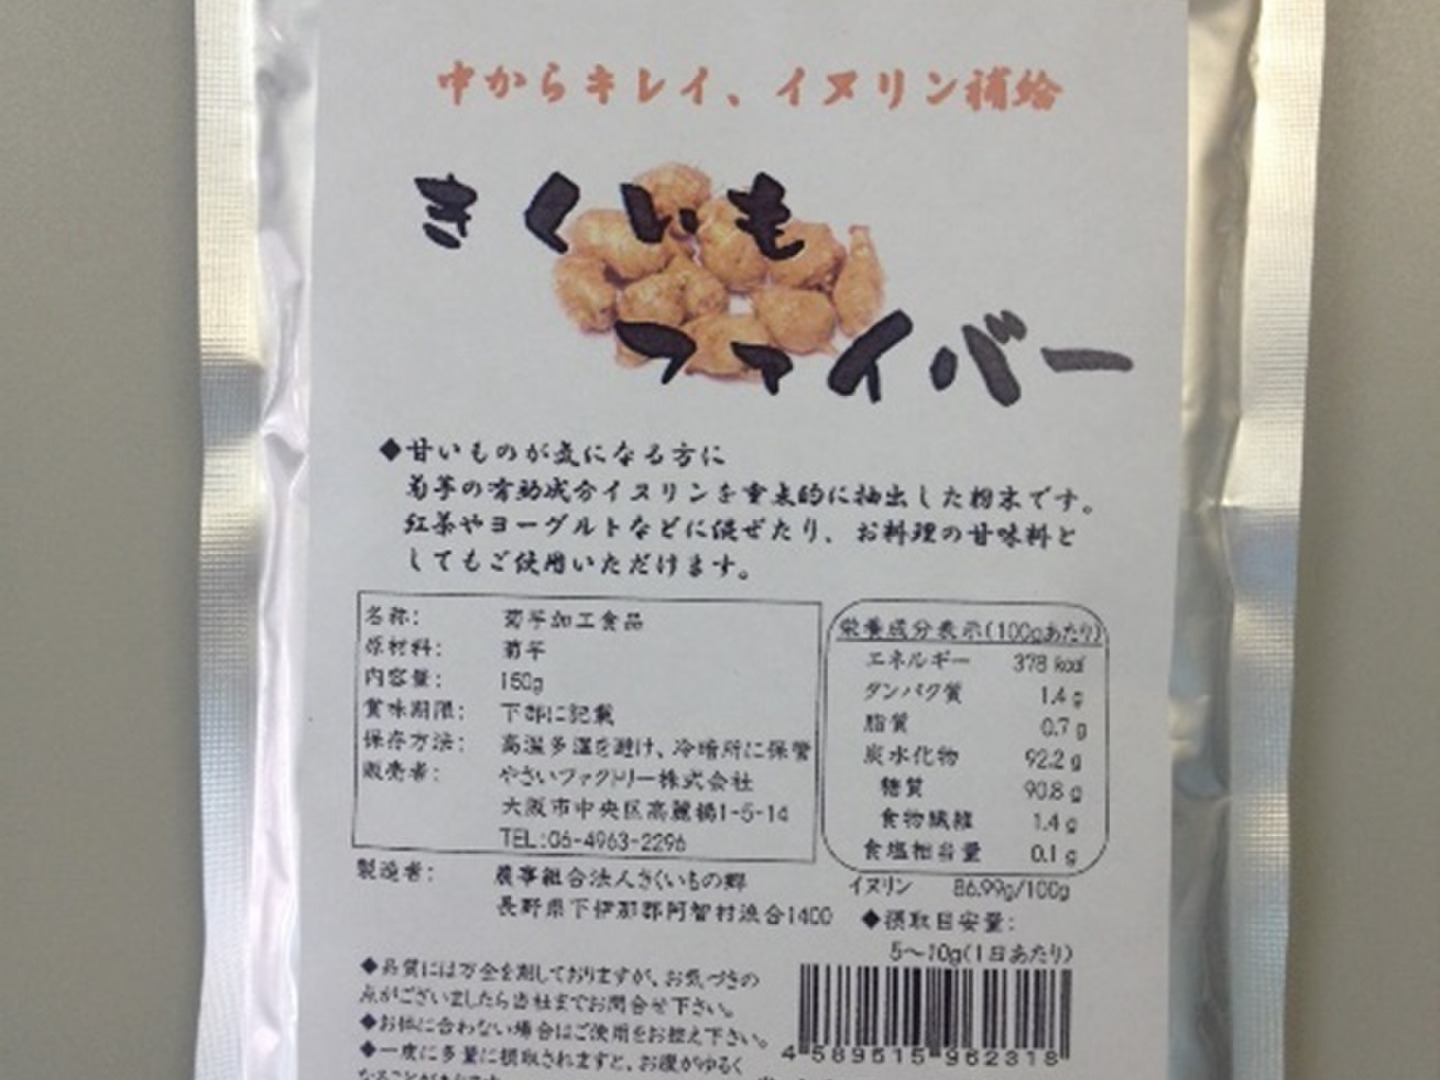 中からキレイ、イヌリン補給
きくいも
ファイバー
◆甘いものが気になる方に
菊芋の有助成分イヌリンを重点的に抽出した粉末です。
紅茶やヨーグルトなどに混ぜたり、お料理の甘味料と
してもご使用いただけます。
名称: 菊芋加工食品
原材料: 菊芋
内容量: 150g
賞味期限: 下部に記載
保存方法: 高温多湿を避け、冷暗所に保管
販売者: やさいファクトリー株式会社
大阪市中央区高麗橋1-5-14
TEL:06-4963-2296
製造者: 農事組合法人きくいもの郷
長野県下伊那郡阿智村1400
栄養成分表示(100gあたり)
エネルギー 378 kcal
タンパク質 1.4 g
脂質 0.7 g
炭水化物 92.2 g
糖質 90.8 g
食物繊維 1.4 g
食塩相当量 0.1 g
イヌリン 86.99g/100g
◆摂取目安量:
5～10g(1日あたり)
◆品質には万全を期しておりますが、お気づきの
点がございましたら当社までお問合せ下さい。
◆お体に合わない場合はご使用をお控え下さい。
◆一度に多量に摂取されますと、お腹がゆるく
4 589515 962318